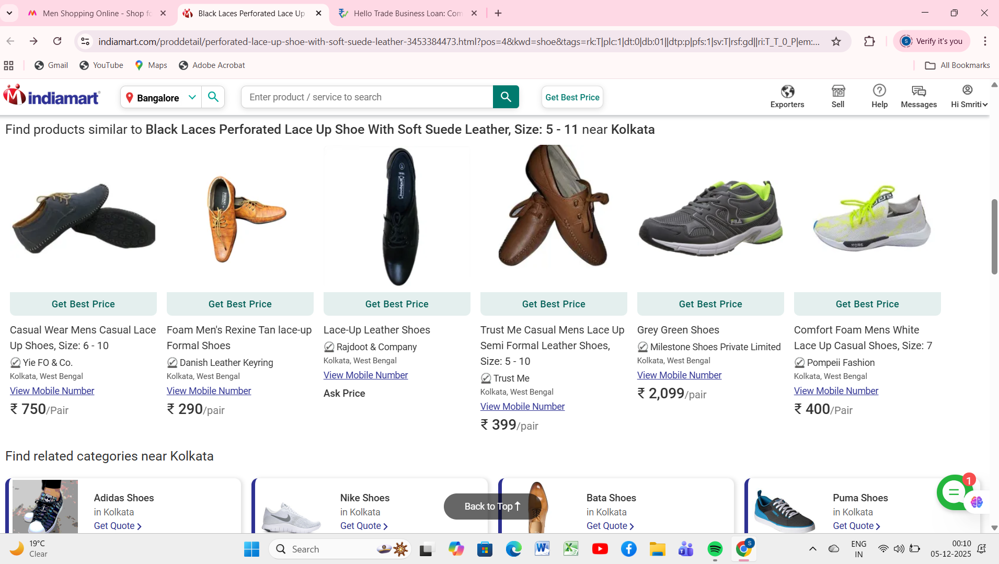 Men Shopping Online - Shop fo
Black Laces Perforated Lace Up
Hello Trade Business Loan: Com
indiamart.com/proddetail/perforated-lace-up-shoe-with-soft-suede-leather-3453384473.html?pos=4&kwd=shoe&tags=rk:T|plc:1|dt:0|db:01||dtp:p|pfs:1|sv:T|rsf:gd||ri:T_T_0_P|em:...
S
Verify it's you
Gmail
YouTube
Maps
Adobe Acrobat
All Bookmarks
indiamart
Bangalore
Enter product / service to search
Get Best Price
Exporters
Sell
Help
Messages
Hi Smriti
Find products similar to Black Laces Perforated Lace Up Shoe With Soft Suede Leather, Size: 5 - 11 near Kolkata
FILA
Get Best Price
Get Best Price
Get Best Price
Get Best Price
Get Best Price
Get Best Price
Casual Wear Mens Casual Lace
Up Shoes, Size: 6 - 10
Yie FO & Co.
Kolkata, West Bengal
View Mobile Number
₹ 750/Pair
Foam Men's Rexine Tan lace-up
Formal Shoes
Danish Leather Keyring
Kolkata, West Bengal
View Mobile Number
₹ 290/pair
Lace-Up Leather Shoes
Rajdoot & Company
Kolkata, West Bengal
View Mobile Number
Ask Price
Trust Me Casual Mens Lace Up
Semi Formal Leather Shoes,
Size: 5 - 10
Trust Me
Kolkata, West Bengal
View Mobile Number
₹ 399/pair
Grey Green Shoes
Milestone Shoes Private Limited
Kolkata, West Bengal
View Mobile Number
₹ 2,099/pair
Comfort Foam Mens White
Lace Up Casual Shoes, Size: 7
Pompeii Fashion
Kolkata, West Bengal
View Mobile Number
₹ 400/Pair
Find related categories near Kolkata
Adidas Shoes
in Kolkata
Get Quote
Nike Shoes
in Kolkata
Get Quote
Back to Top
Bata Shoes
in Kolkata
Get Quote
Puma Shoes
in Kolkata
Get Quote
1
19°C
Clear
Search
S
ENG
IN
00:10
05-12-2025